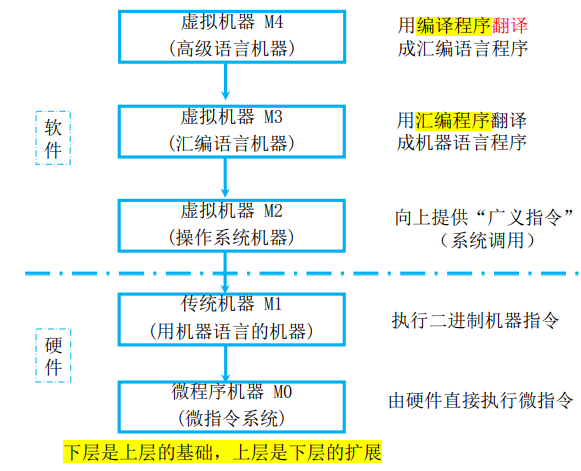 虚拟机器 M4
(高级语言机器)
用编译程序翻译
成汇编语言程序
软
件
虚拟机器 M3
(汇编语言机器)
用汇编程序翻译
成机器语言程序
虚拟机器 M2
(操作系统机器)
向上提供“广义指令”
（系统调用）
硬
件
传统机器 M1
(用机器语言的机器)
执行二进制机器指令
微程序机器 M0
(微指令系统)
由硬件直接执行微指令
下层是上层的基础，上层是下层的扩展